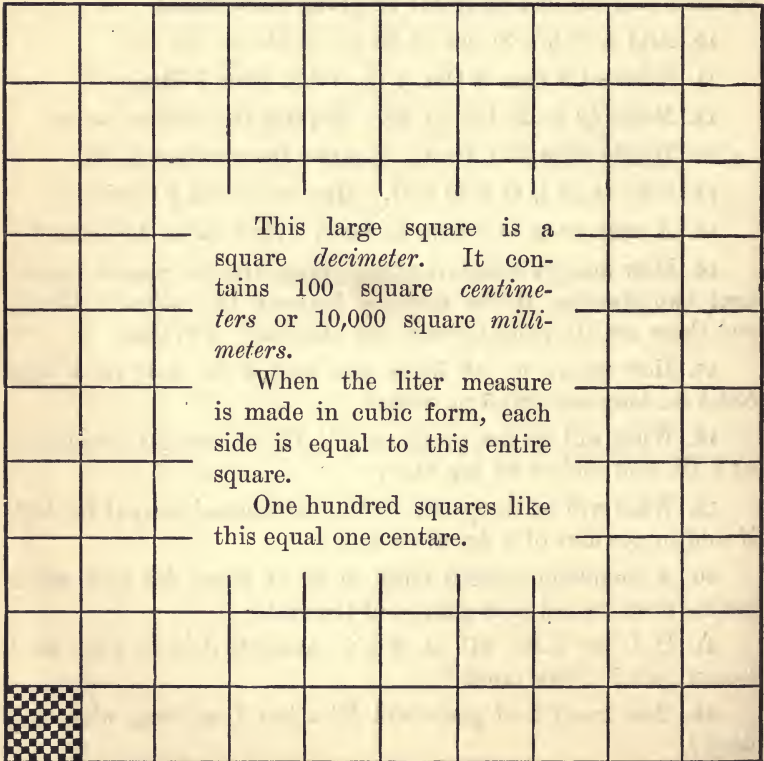 This large square is a
square decimeter. It con-
tains 100 square centime-
ters or 10,000 square milli-
meters.
When the liter measure
is made in cubic form, each
side is equal to this entire
square.
One hundred squares like
this equal one centare.